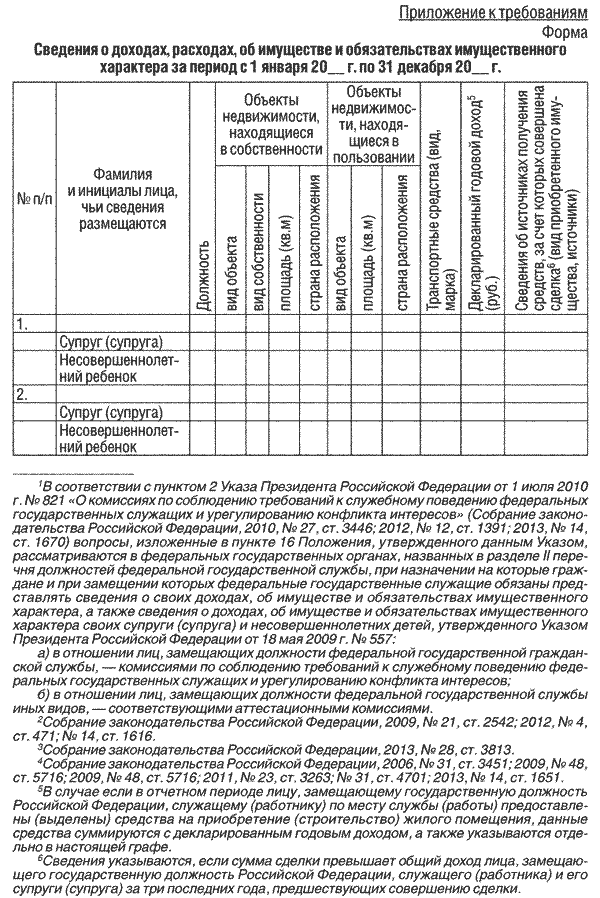 Приложение к требованиям
Форма
Сведения о доходах, расходах, об имуществе и обязательствах имущественного
характера за период с 1 января 20__ г. по 31 декабря 20__ г.
№ п/п
Фамилия
и инициалы лица,
чьи сведения
размещаются
Должность
Объекты
недвижимости,
находящиеся
в собственности
вид объекта
вид собственности
площадь (кв.м)
страна расположения
Объекты
недвижимос-
ти, находя-
щиеся в
пользовании
вид объекта
площадь (кв.м)
страна расположения
Транспортные средства (вид,
марка)
Декларированный годовой доход⁵
(руб.)
Сведения об источниках получения
средств, за счет которых совершена
сделка⁶ (вид приобретенного иму-
щества, источники)
1.
Супруг (супруга)
Несовершеннолет-
ний ребенок
2.
Супруг (супруга)
Несовершеннолет-
ний ребенок
¹В соответствии с пунктом 2 Указа Президента Российской Федерации от 1 июля 2010
г. № 821 «О комиссиях по соблюдению требований к служебному поведению федеральных
государственных служащих и урегулированию конфликта интересов» (Собрание законо-
дательства Российской Федерации, 2010, № 27, ст. 3446; 2012, № 12, ст. 1391; 2013, № 14,
ст. 1670) вопросы, изложенные в пункте 16 Положения, утвержденного данным Указом,
рассматриваются в федеральных государственных органах, названных в разделе II пере-
чня должностей федеральной государственной службы, при назначении на которые граж-
дане и при замещении которых федеральные государственные служащие обязаны пред-
ставлять сведения о своих доходах, об имуществе и обязательствах имущественного
характера, а также сведения о доходах, об имуществе и обязательствах имущественного
характера своих супруги (супруга) и несовершеннолетних детей, утвержденного Указом
Президента Российской Федерации от 18 мая 2009 г. № 557:
а) в отношении лиц, замещающих должности федеральной государственной граждан-
ской службы, — комиссиями по соблюдению требований к служебному поведению феде-
ральных государственных служащих и урегулированию конфликта интересов;
б) в отношении лиц, замещающих должности федеральной государственной службы
иных видов, — соответствующими аттестационными комиссиями.
²Собрание законодательства Российской Федерации, 2009, № 21, ст. 2542; 2012, № 4,
ст. 471; № 14, ст. 1616.
³Собрание законодательства Российской Федерации, 2013, № 28, ст. 3813.
⁴Собрание законодательства Российской Федерации, 2006, № 31, ст. 3451; 2009, № 48,
ст. 5716; 2009, № 48, ст. 5716; 2011, № 23, ст. 3263; № 31, ст. 4701; 2013, № 14, ст. 1651.
⁵В случае если в отчетном периоде лицу, замещающему государственную должность
Российской Федерации, служащему (работнику) по месту службы (работы) предоставле-
ны (выделены) средства на приобретение (строительство) жилого помещения, данные
средства суммируются с декларированным годовым доходом, а также указываются отде-
льно в настоящей графе.
⁶Сведения указываются, если сумма сделки превышает общий доход лица, замещаю-
щего государственную должность Российской Федерации, служащего (работника) и его
супруги (супруга) за три последних года, предшествующих совершению сделки.